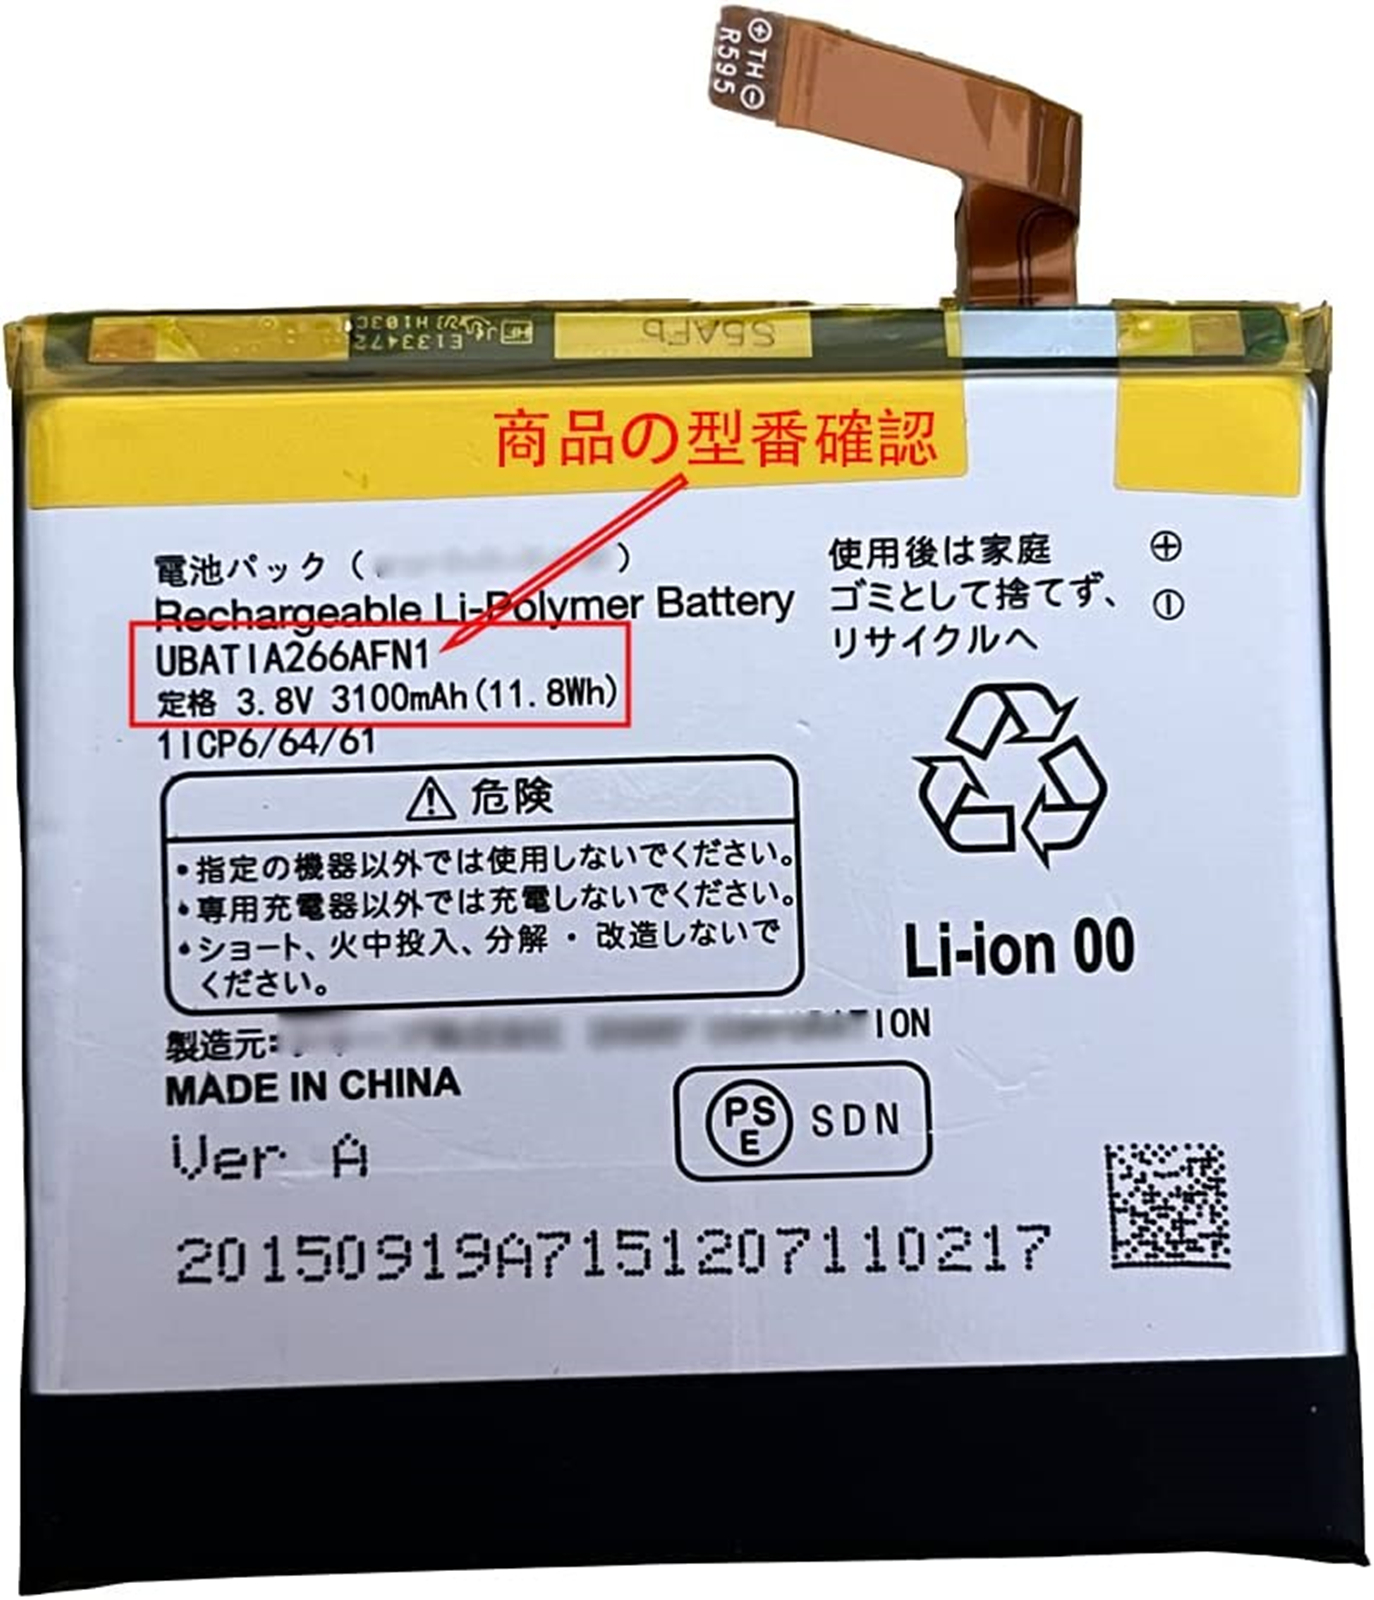 ⊕TH⊖
R595
E133472
H103C
商品の型番確認
電池パック（ ）
Rechargeable Li-Polymer Battery
UBATIA266AFN1
定格 3.8V 3100mAh(11.8Wh)
1ICP6/64/61
⚠危険
・指定の機器以外では使用しないでください。
・専用充電器以外では充電しないでください。
・ショート、火中投入、分解・改造しないで
ください。
製造元: ION
MADE IN CHINA
Ver A
PSE SDN
20150919A7151207110217
使用後は家庭
ゴミとして捨てず、
リサイクルへ
⊕
⊖
Li-ion 00